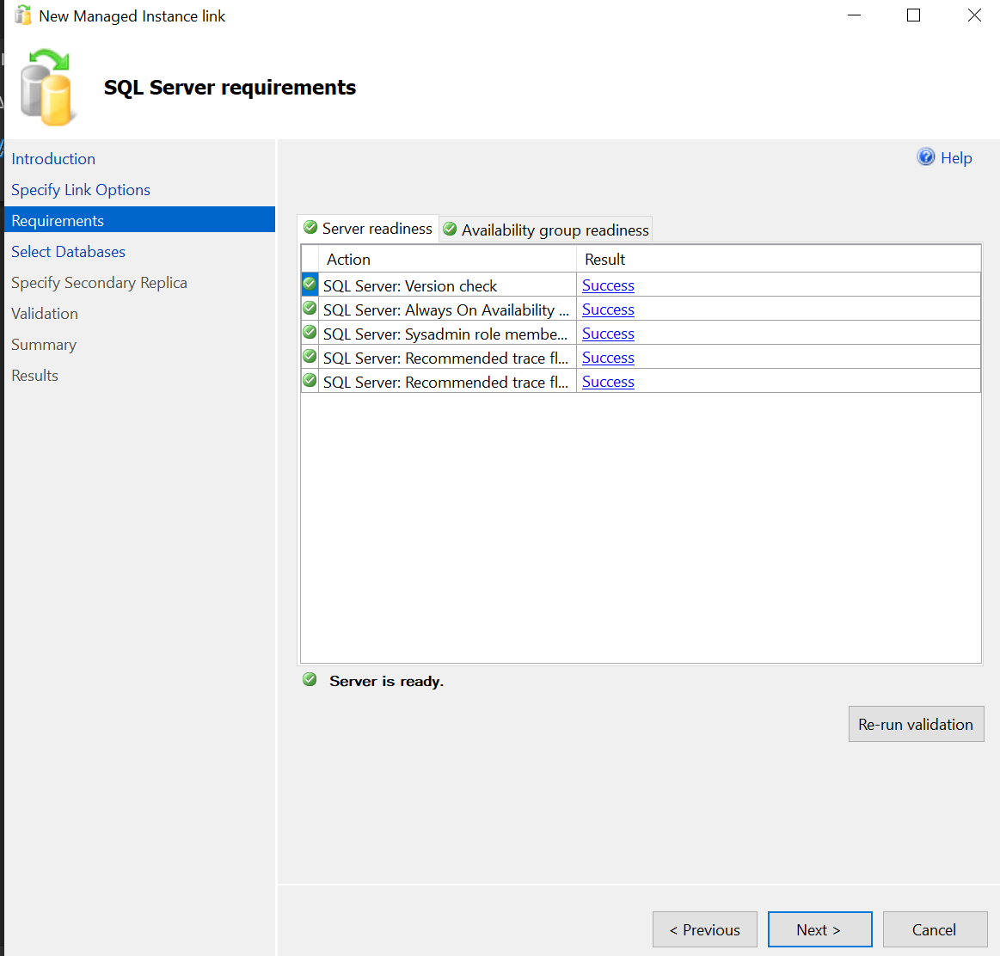 New Managed Instance link
SQL Server requirements
Introduction
Specify Link Options
Requirements
Select Databases
Specify Secondary Replica
Validation
Summary
Results
Help
Server readiness
Availability group readiness
Action Result
SQL Server: Version check Success
SQL Server: Always On Availability ... Success
SQL Server: Sysadmin role membe... Success
SQL Server: Recommended trace fl... Success
SQL Server: Recommended trace fl... Success
Server is ready.
Re-run validation
< Previous
Next >
Cancel